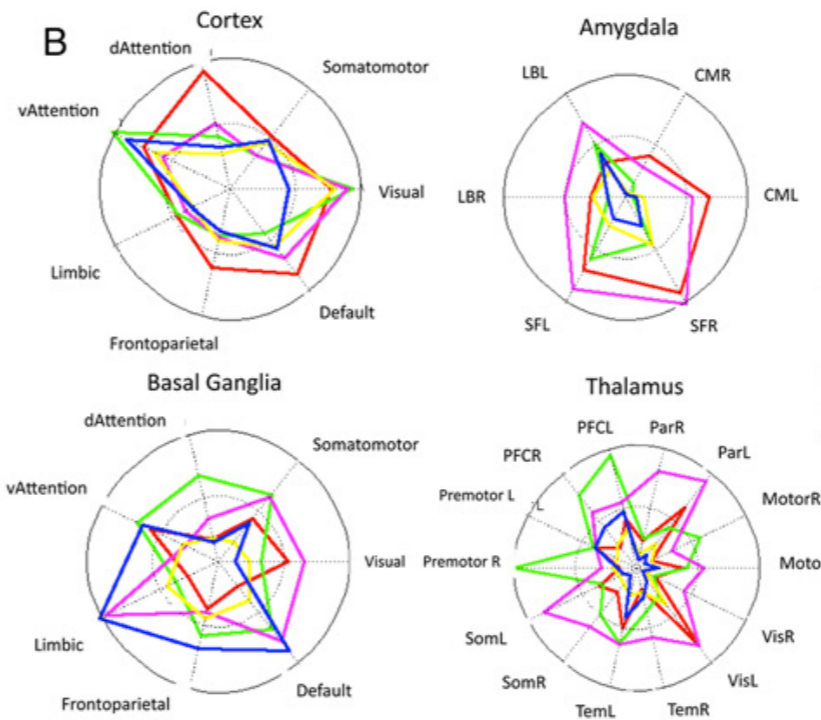 B
Cortex
dAttention
Somatomotor
vAttention
Visual
Limbic
Default
Frontoparietal
Amygdala
LBL
CMR
LBR
CML
SFL
SFR
Basal Ganglia
dAttention
Somatomotor
vAttention
Visual
Limbic
Default
Frontoparietal
Thalamus
PFCL
ParR
PFCR
ParL
Premotor L
MotorR
Premotor R
Moto
SomL
VisR
SomR
VisL
TemL
TemR